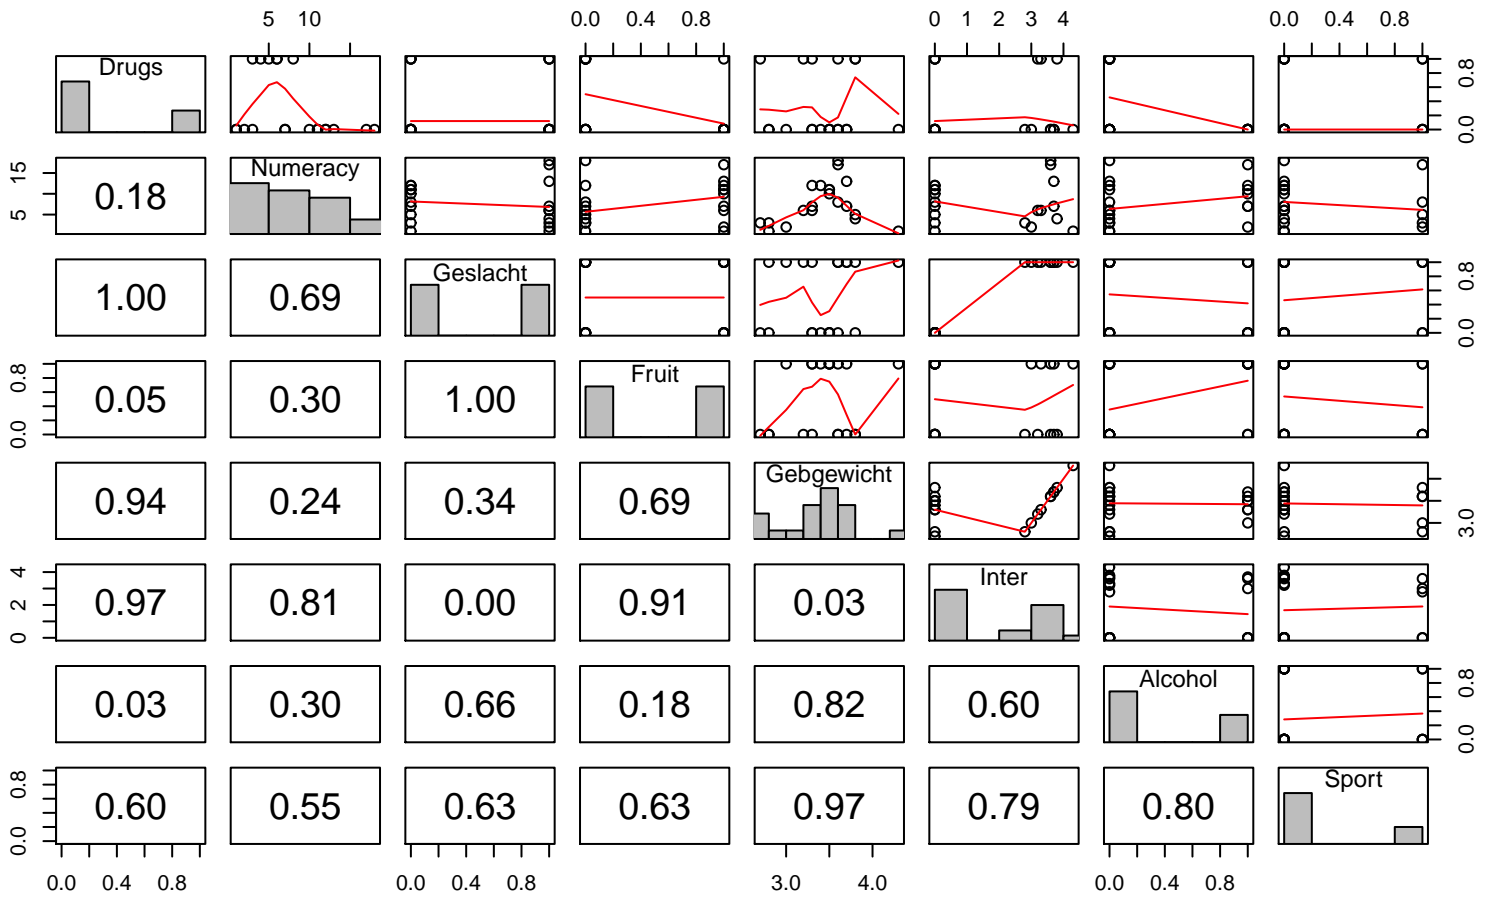 5 10 0.0 0.4 0.8 0 1 2 3 4 0.0 0.4 0.8
Drugs 0.0 0.8
5 15 0.18 Numeracy
1.00 0.69 Geslacht 0.0 0.8
0.0 0.8 0.05 0.30 1.00 Fruit
0.94 0.24 0.34 0.69 Gebgewicht 3.0
0 2 4 0.97 0.81 0.00 0.91 0.03 Inter
0.03 0.30 0.66 0.18 0.82 0.60 Alcohol 0.0 0.8
0.0 0.8 0.60 0.55 0.63 0.63 0.97 0.79 0.80 Sport
0.0 0.4 0.8 0.0 0.4 0.8 3.0 4.0 0.0 0.4 0.8